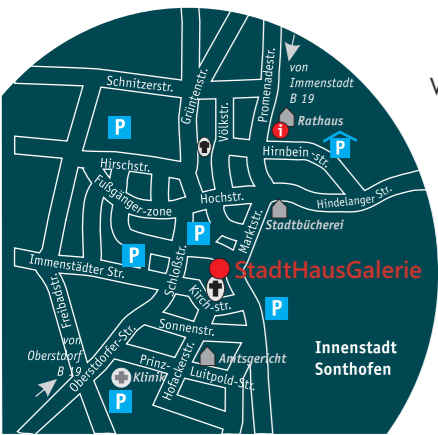 Schnitzerstr.
Grüntenstr.
Völkstr.
Promenadestr.
von
Immenstadt
B 19
Rathaus
i
P
P
Hirnbein-str.
Hirschstr.
Fußgänger-zone
Hochstr.
Hindelanger Str.
Marktstr.
Stadtbücherei
P
P
Schloßstr.
Immenstädter Str.
StadtHausGalerie
Freibadstr.
Kirch-str.
P
Sonnenstr.
Innenstadt
Sonthofen
von
Oberstdorf
B 19
Oberstdorfer-Str.
Prinz-
Luitpold-Str.
Hofackerstr.
Amtsgericht
Klinik
P